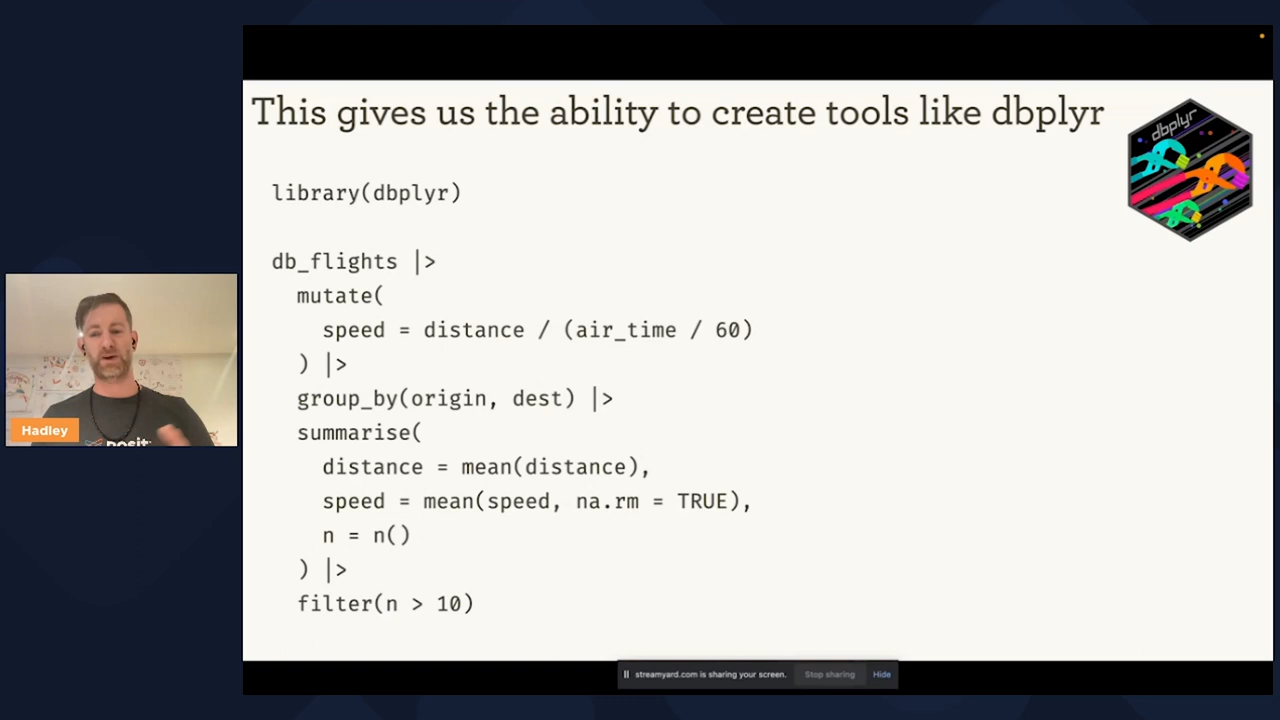 This gives us the ability to create tools like dbplyr
dbplyr
library(dbplyr)
db_flights |>
mutate(
speed = distance / (air_time / 60)
) |>
group_by(origin, dest) |>
summarise(
distance = mean(distance),
speed = mean(speed, na.rm = TRUE),
n = n()
) |>
filter(n > 10)
Hadley
posit
streamyard.com is sharing your screen. Stop sharing Hide